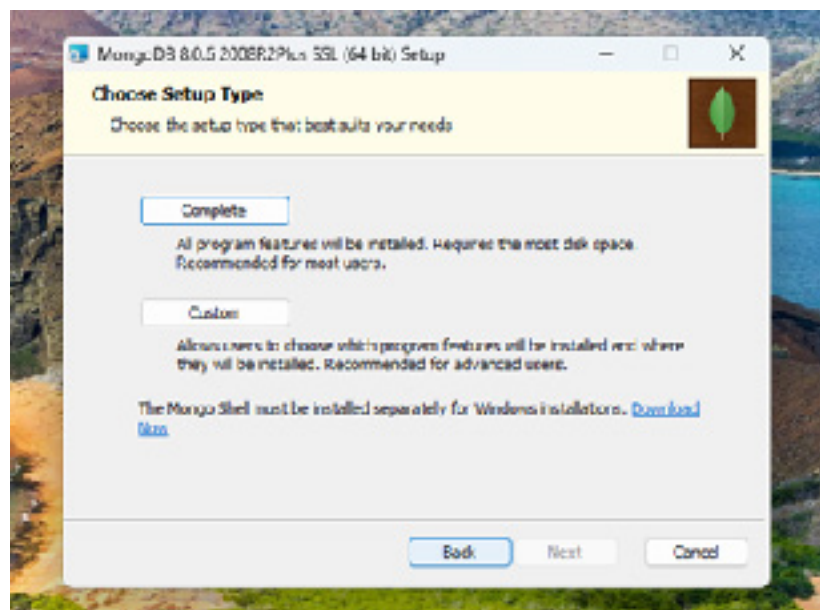 MongoDB 8.0.5 2008R2Plus SSL (64 bit) Setup
Choose Setup Type
Choose the setup type that best suits your needs
Complete
All program features will be installed. Requires the most disk space.
Recommended for most users.
Custom
Allows users to choose which program features will be installed and where
they will be installed. Recommended for advanced users.
The Mongo Shell must be installed separately for Windows installations. Download
Now
Back
Next
Cancel